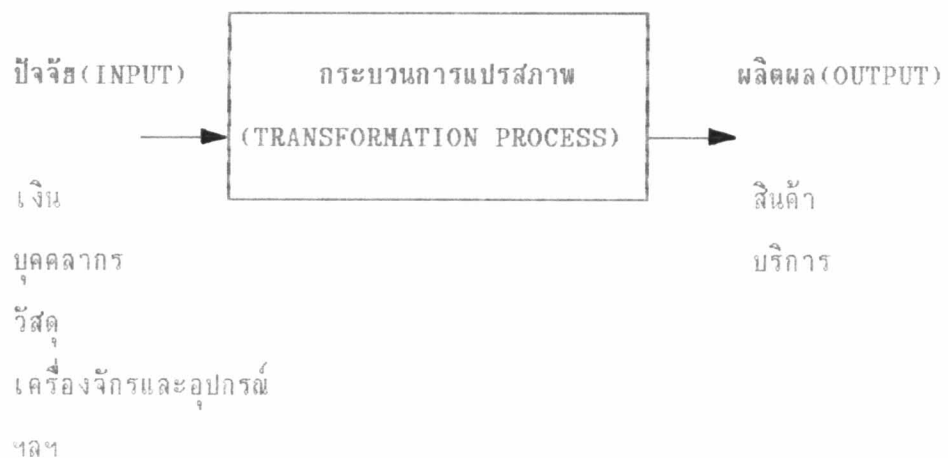 ปัจจัย(INPUT) กระบวนการแปรสภาพ ผลิตผล(OUTPUT)
(TRANSFORMATION PROCESS)
เงิน สินค้า
บุคคลากร บริการ
วัสดุ
เครื่องจักรและอุปกรณ์
ฯลฯ